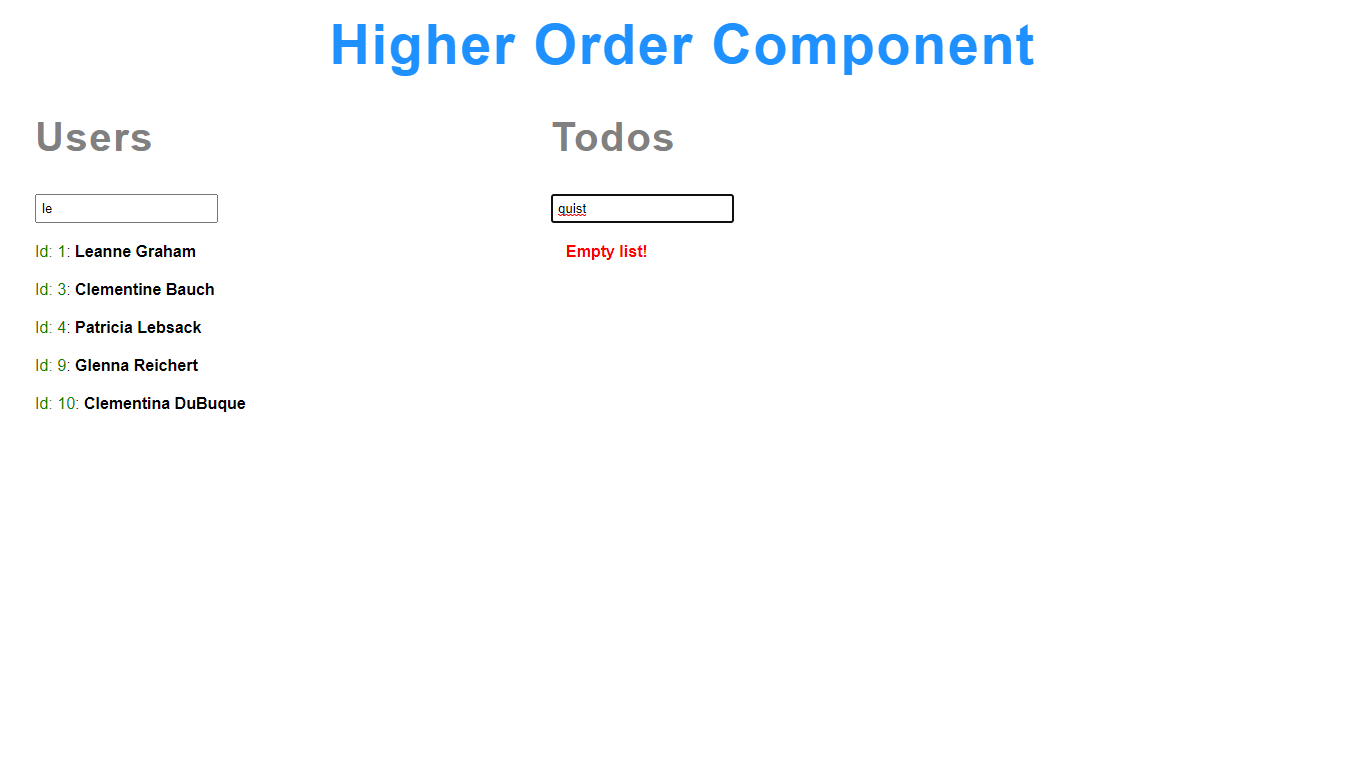 Higher Order Component
Users
le
Id: 1: Leanne Graham
Id: 3: Clementine Bauch
Id: 4: Patricia Lebsack
Id: 9: Glenna Reichert
Id: 10: Clementina DuBuque
Todos
quist
Empty list!